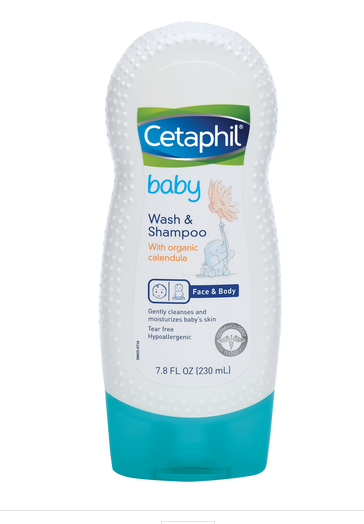 Cetaphil®
baby
Wash &
Shampoo
With organic
calendula
Face & Body
Gently cleanses and
moisturizes baby's skin
Tear free
Hypoallergenic
7.8 FL OZ (230 mL)